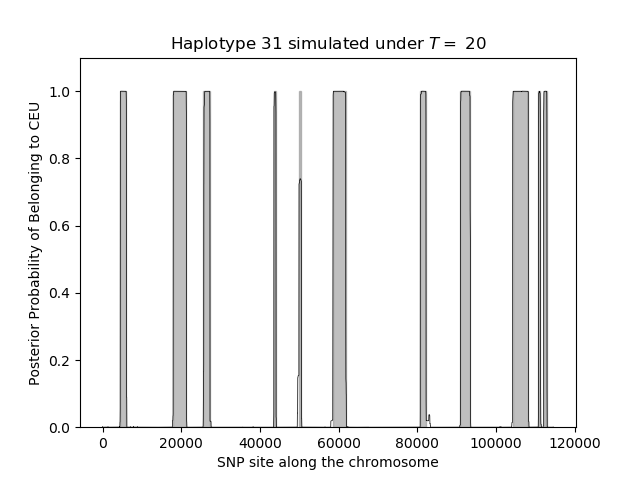 Haplotype 31 simulated under T = 20
Posterior Probability of Belonging to CEU
1.0
0.8
0.6
0.4
0.2
0.0
0 20000 40000 60000 80000 100000 120000
SNP site along the chromosome